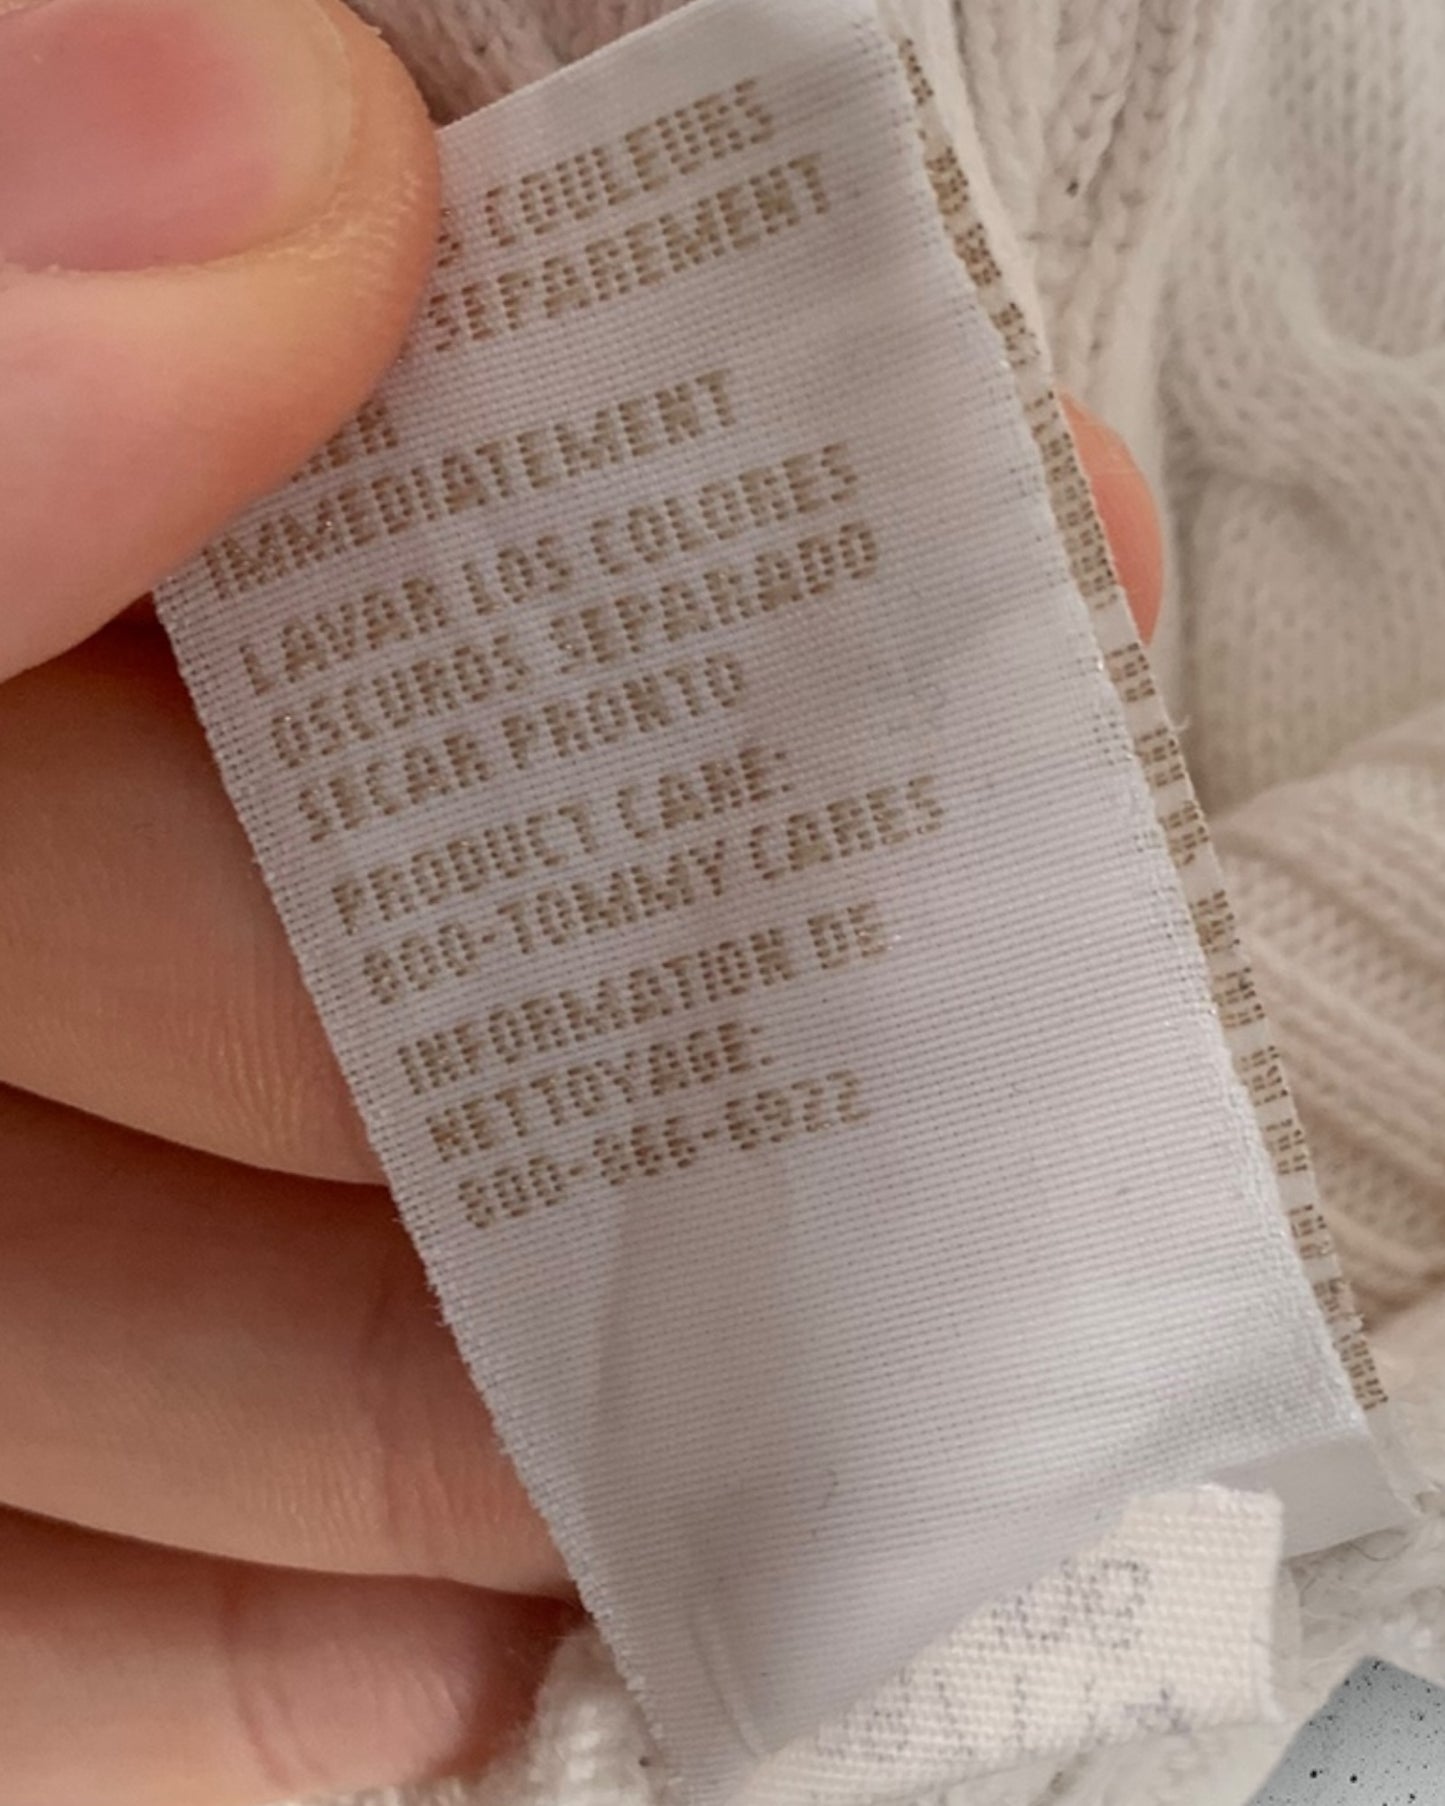 COULEURS
SEPAREMENT
IMMEDIATEMENT
LAVAR LOS COLORES
OSCUROS SEPARADO
SECAR PRONTO
PRODUCT CARE:
800-TOMMY CARES
INFORMATION DE
NETTOYAGE:
800-866-6922